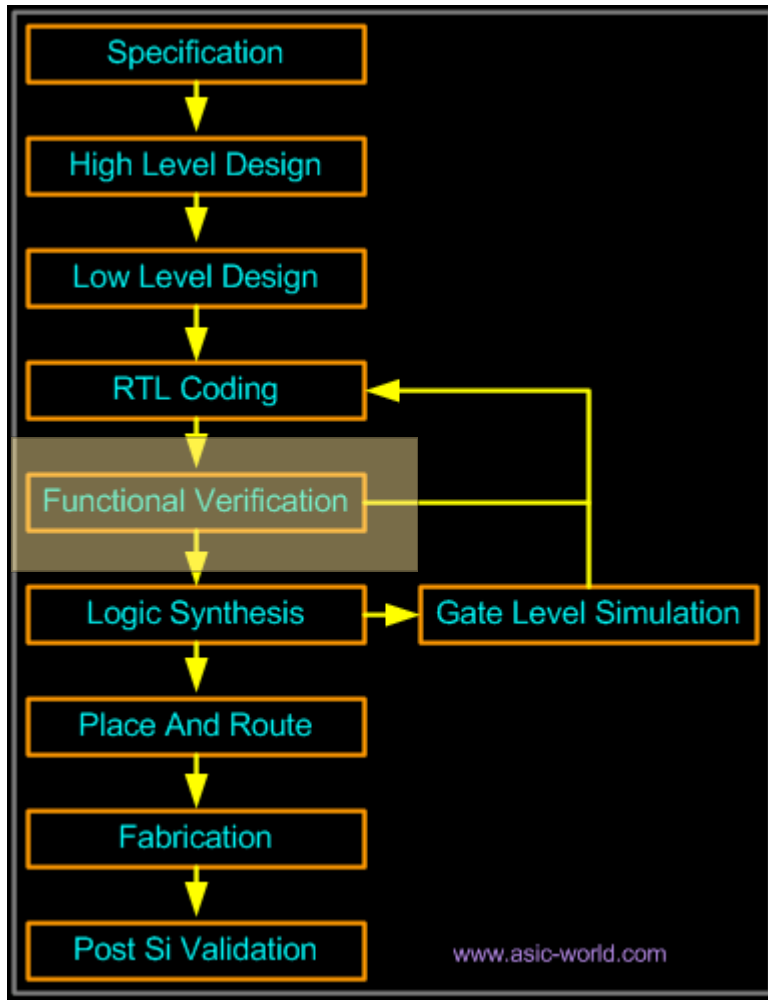 Specification
High Level Design
Low Level Design
RTL Coding
Functional Verification
Logic Synthesis
Gate Level Simulation
Place And Route
Fabrication
Post Si Validation
www.asic-world.com